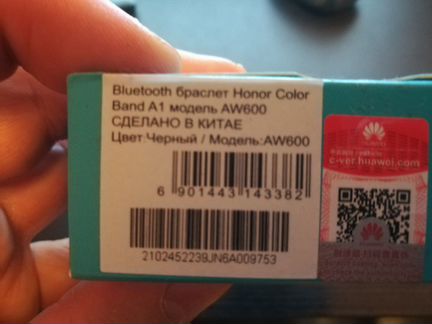 Bluetooth браслет Honor Color
Band A1 модель AW600
СДЕЛАНО В КИТАЕ
Цвет:Черный / Модель:AW600
6 901443 143382
2102452239JN6A009753
HUAWEI
c-ver.huawei.com